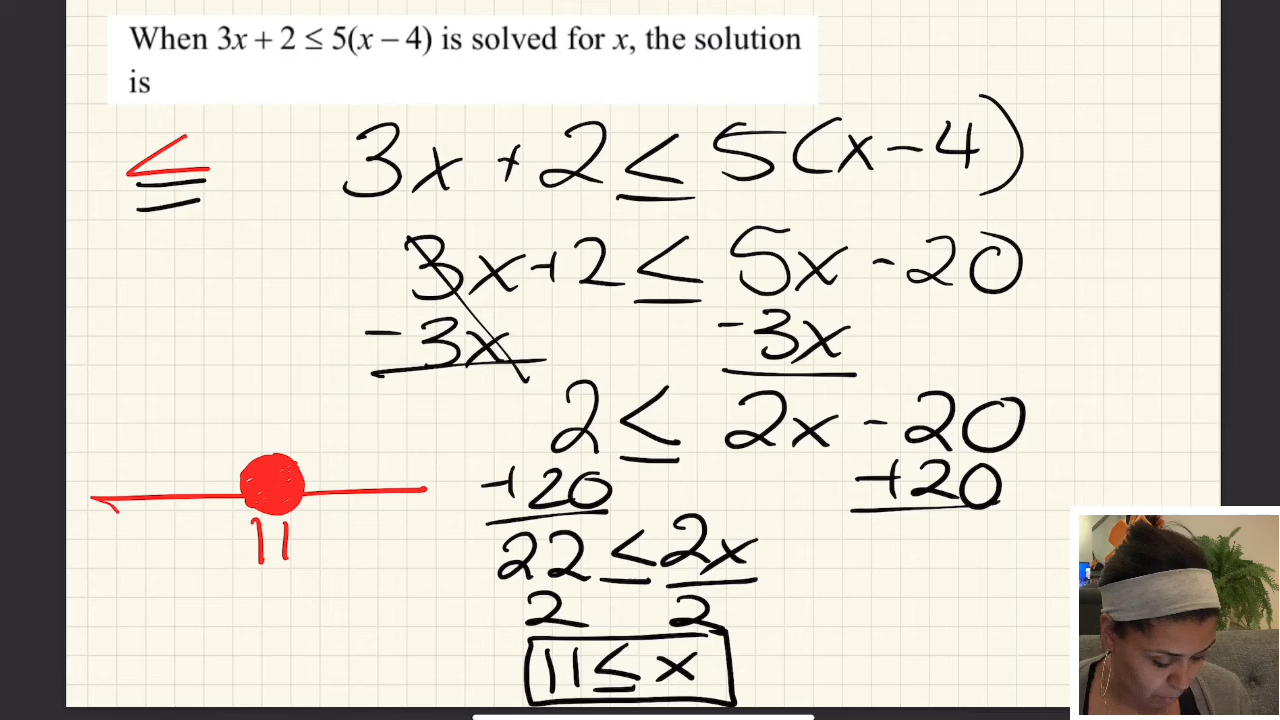 When 3x + 2 ≤ 5(x − 4) is solved for x, the solution
is
≤
=
3x + 2 ≤ 5(x − 4)
3x + 2 ≤ 5x − 20
− 3x − 3x
2 ≤ 2x − 20
+20 +20
22 ≤ 2x
2 2
11
11 ≤ x